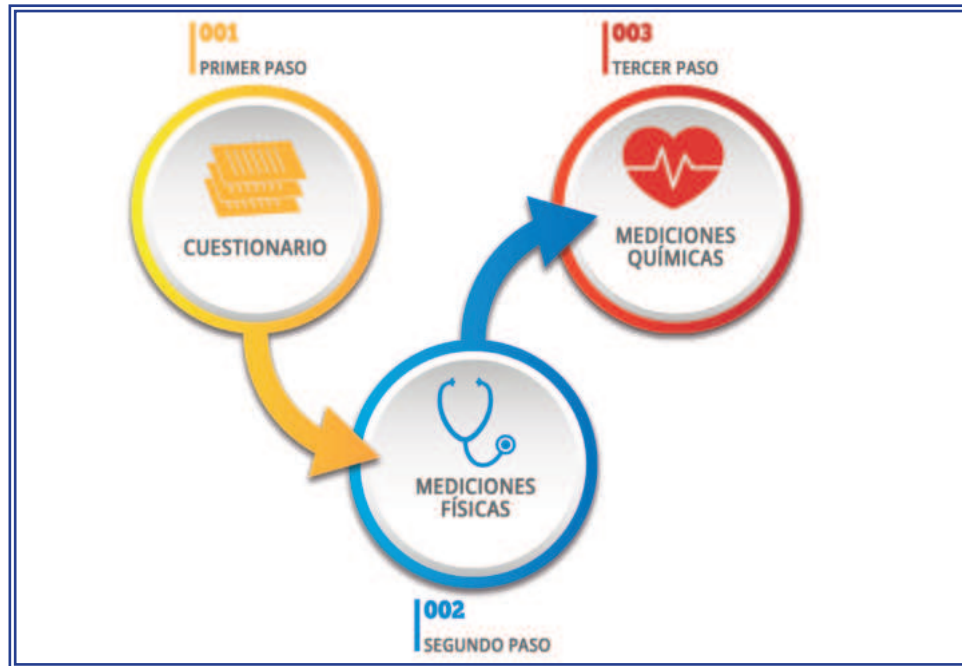 001
PRIMER PASO
CUESTIONARIO
002
SEGUNDO PASO
MEDICIONES
FÍSICAS
003
TERCER PASO
MEDICIONES
QUÍMICAS